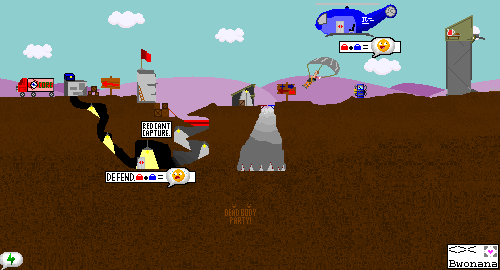 RED CANT
CAPTURE.
DEFEND.
=
=
DEAD BODY
PARTY!
<><
Bwonana